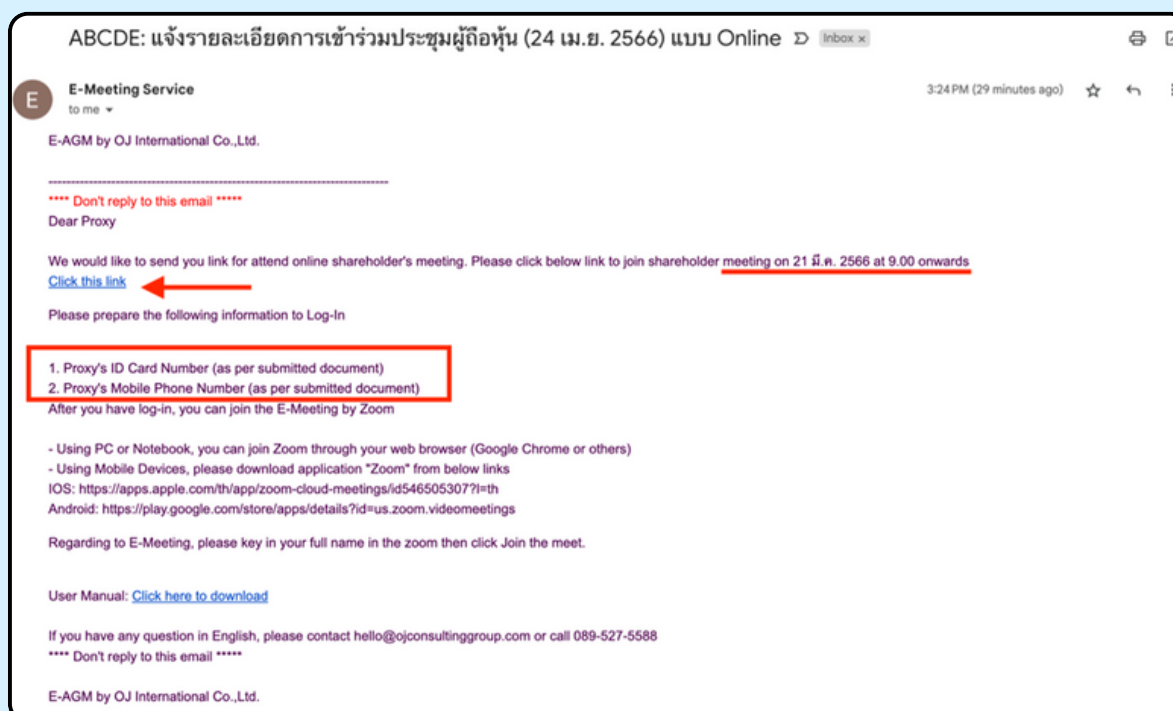 ABCDE: แจ้งรายละเอียดการเข้าร่วมประชุมผู้ถือหุ้น (24 เม.ย. 2566) แบบ Online Inbox x
E
E-Meeting Service
3:24 PM (29 minutes ago)
to me
E-AGM by OJ International Co.,Ltd.
----------------------------------------------------------------------------
**** Don't reply to this email *****
Dear Proxy
We would like to send you link for attend online shareholder's meeting. Please click below link to join shareholder meeting on 21 มี.ค. 2566 at 9.00 onwards
Click this link
Please prepare the following information to Log-In
1. Proxy's ID Card Number (as per submitted document)
2. Proxy's Mobile Phone Number (as per submitted document)
After you have log-in, you can join the E-Meeting by Zoom
- Using PC or Notebook, you can join Zoom through your web browser (Google Chrome or others)
- Using Mobile Devices, please download application "Zoom" from below links
IOS: https://apps.apple.com/th/app/zoom-cloud-meetings/id546505307?l=th
Android: https://play.google.com/store/apps/details?id=us.zoom.videomeetings
Regarding to E-Meeting, please key in your full name in the zoom then click Join the meet.
User Manual: Click here to download
If you have any question in English, please contact hello@ojconsultinggroup.com or call 089-527-5588
**** Don't reply to this email *****
E-AGM by OJ International Co.,Ltd.